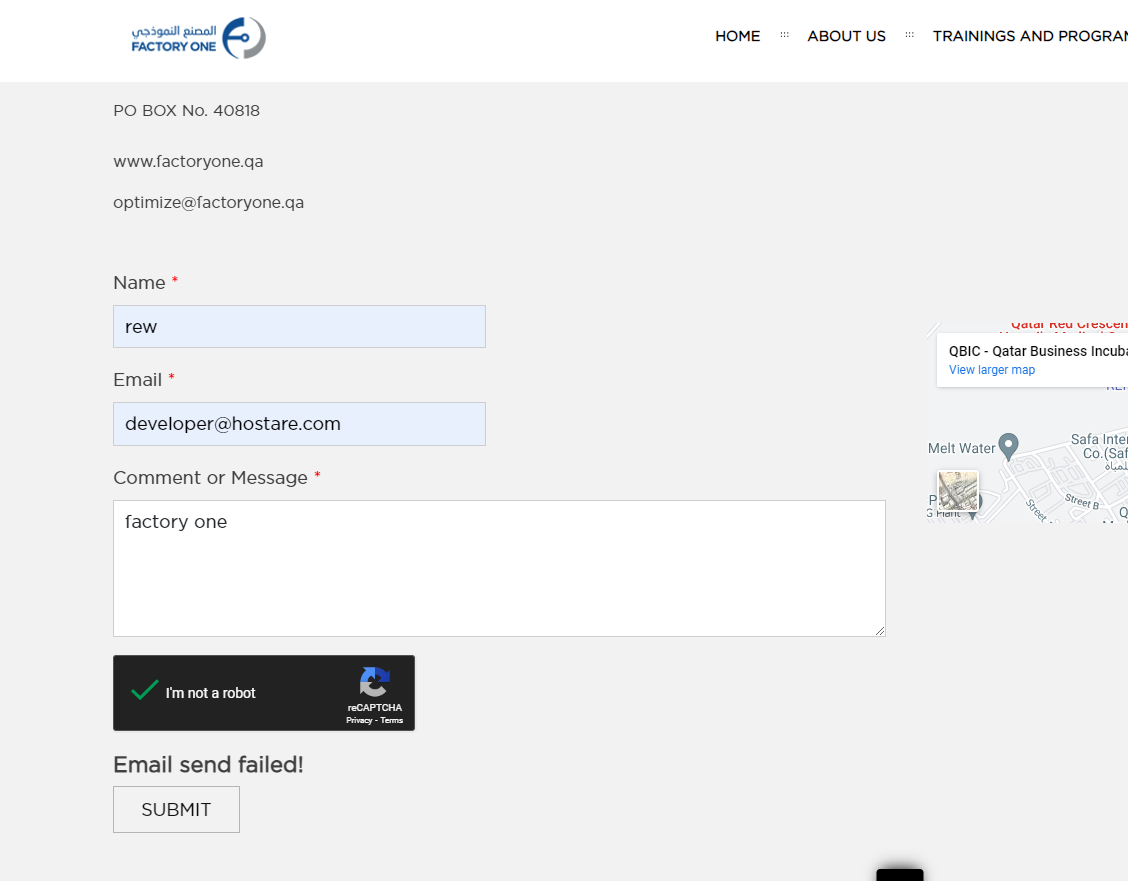 المصنع النموذجي
FACTORY ONE
HOME
ABOUT US
TRAININGS AND PROGRAM
PO BOX No. 40818
www.factoryone.qa
optimize@factoryone.qa
Name *
rew
Email *
developer@hostare.com
Comment or Message *
factory one
I'm not a robot
reCAPTCHA
Privacy - Terms
Email send failed!
SUBMIT
Qatar Red Crescen
QBIC - Qatar Business Incuba
View larger map
Melt Water
Safa Inter
Co.(Saf
Street B
Street
G Plant